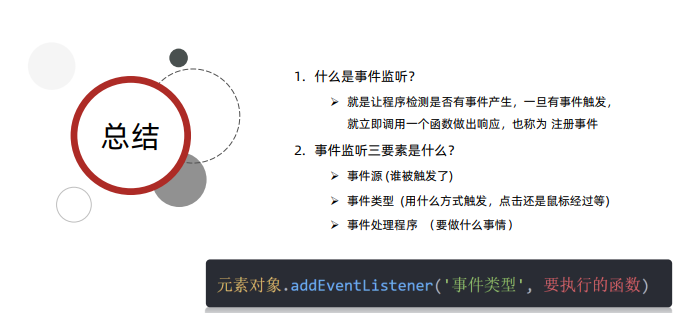 总结
1. 什么是事件监听？
➢ 就是让程序检测是否有事件产生，一旦有事件触发，
就立即调用一个函数做出响应，也称为 注册事件
2. 事件监听三要素是什么？
➢ 事件源 (谁被触发了)
➢ 事件类型 (用什么方式触发，点击还是鼠标经过等)
➢ 事件处理程序 （要做什么事情）
元素对象.addEventListener('事件类型', 要执行的函数)